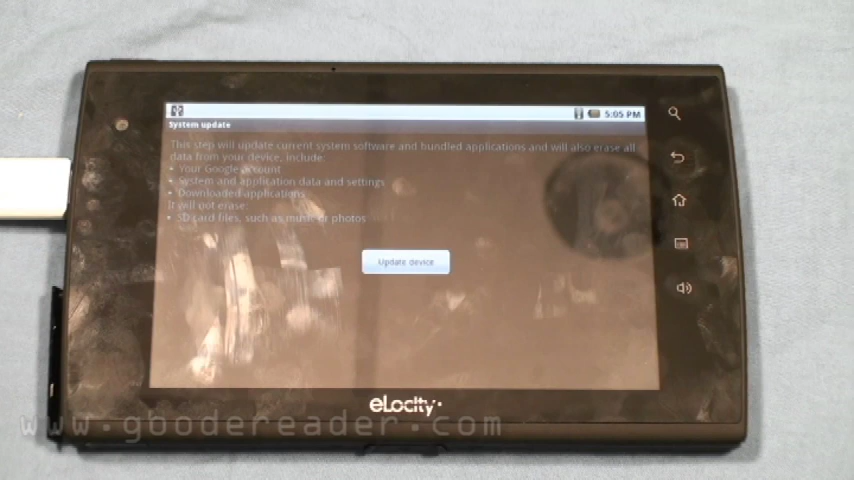 5:05 PM
System update
This step will update current system software and bundled applications and will also erase all
data from your device, include:
• Your Google account
• System and application data and settings
• Downloaded applications
It will not erase:
• SD card files, such as music or photos
Update device
eLocity
www.goodereader.com